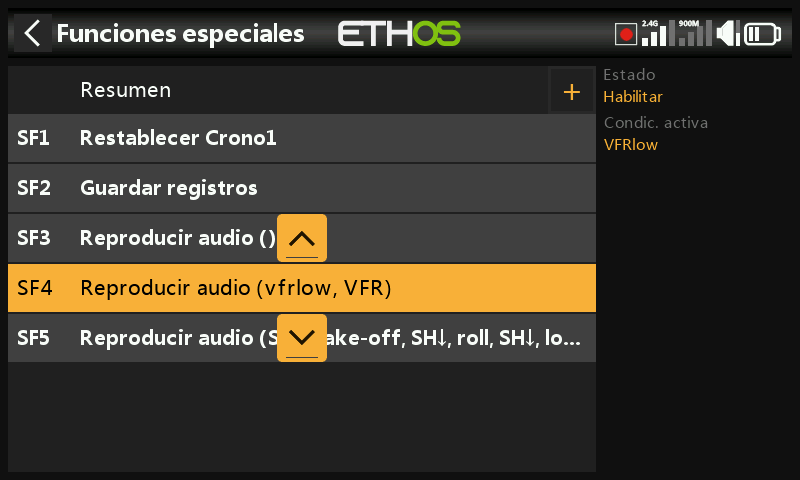 Funciones especiales
ETHOS
2.4G
900M
Resumen
+
SF1 Restablecer Crono1
SF2 Guardar registros
SF3 Reproducir audio ()
SF4 Reproducir audio (vfrlow, VFR)
SF5 Reproducir audio (S ake-off, SH↓, roll, SH↓, lo...
Estado
Habilitar
Condic. activa
VFRlow